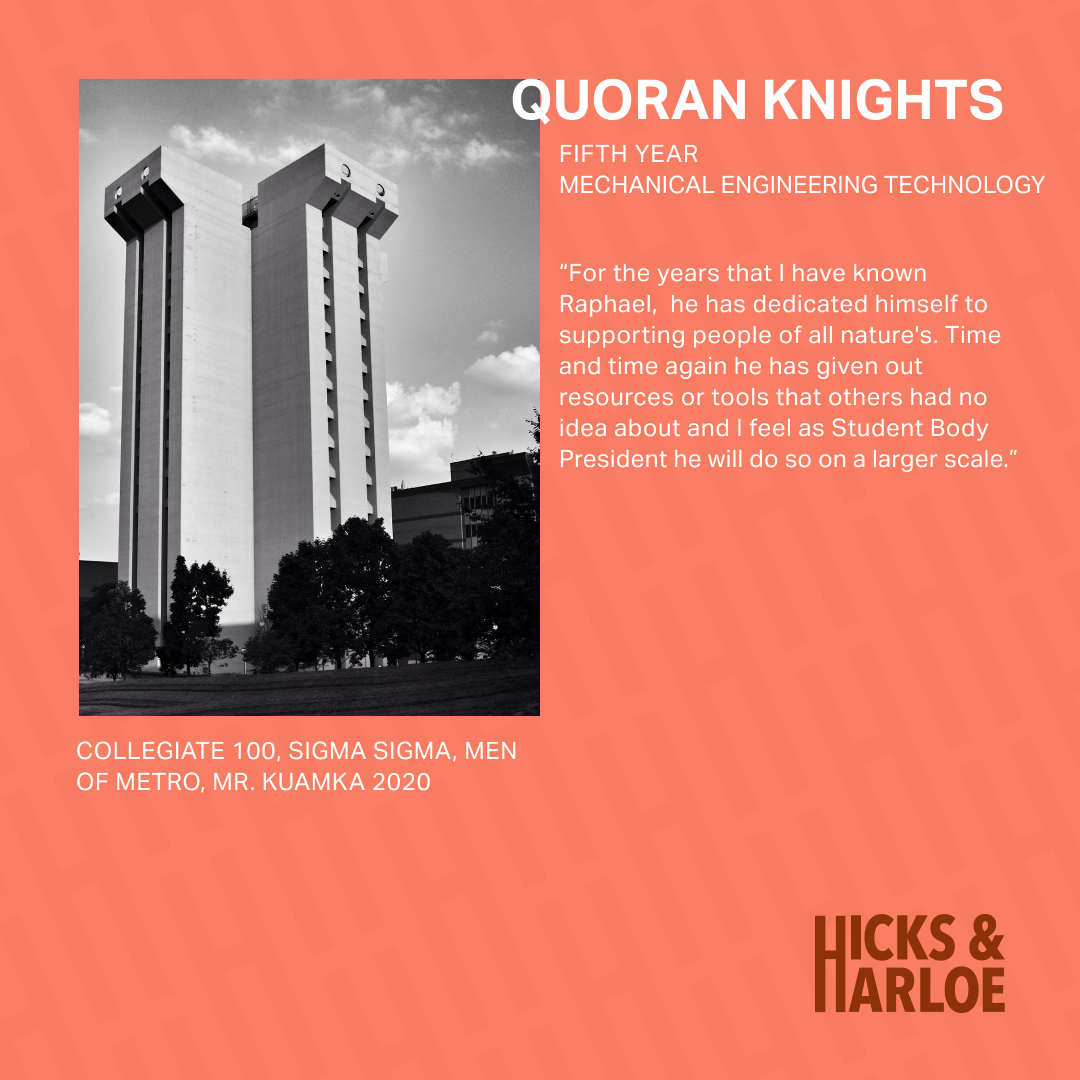 QUORAN KNIGHTS
FIFTH YEAR
MECHANICAL ENGINEERING TECHNOLOGY
“For the years that I have known
Raphael,  he has dedicated himself to
supporting people of all nature's. Time
and time again he has given out
resources or tools that others had no
idea about and I feel as Student Body
President he will do so on a larger scale.”
COLLEGIATE 100, SIGMA SIGMA, MEN
OF METRO, MR. KUAMKA 2020
HICKS &
HARLOE